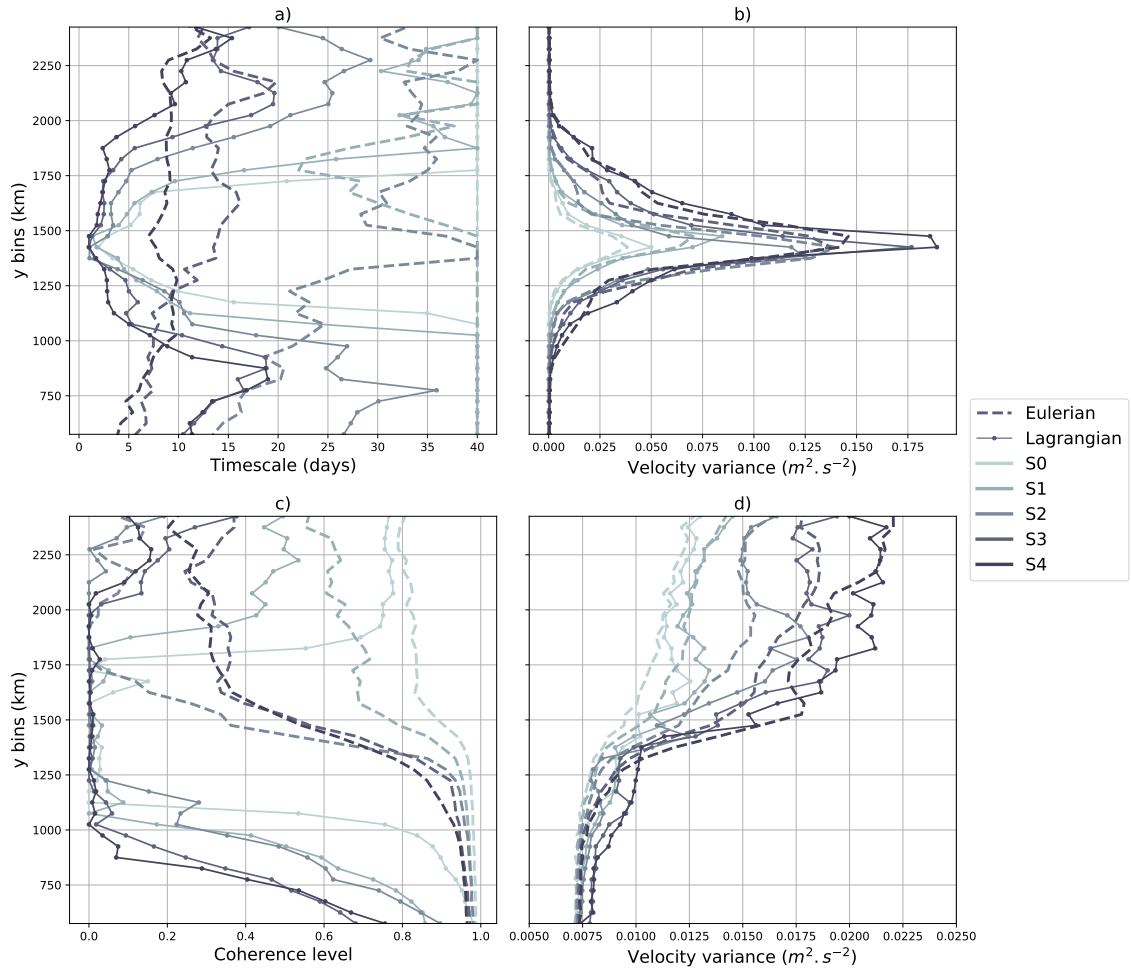 a)
b)
2250
2000
1750
1500
1250
1000
750
y bins (km)
0 5 10 15 20 25 30 35 40
0.000 0.025 0.050 0.075 0.100 0.125 0.150 0.175
Timescale (days)
Velocity variance (m².s⁻²)
Eulerian
Lagrangian
S0
S1
S2
S3
S4
c)
d)
2250
2000
1750
1500
1250
1000
750
y bins (km)
0.0 0.2 0.4 0.6 0.8 1.0
0.0050 0.0075 0.0100 0.0125 0.0150 0.0175 0.0200 0.0225 0.0250
Coherence level
Velocity variance (m².s⁻²)